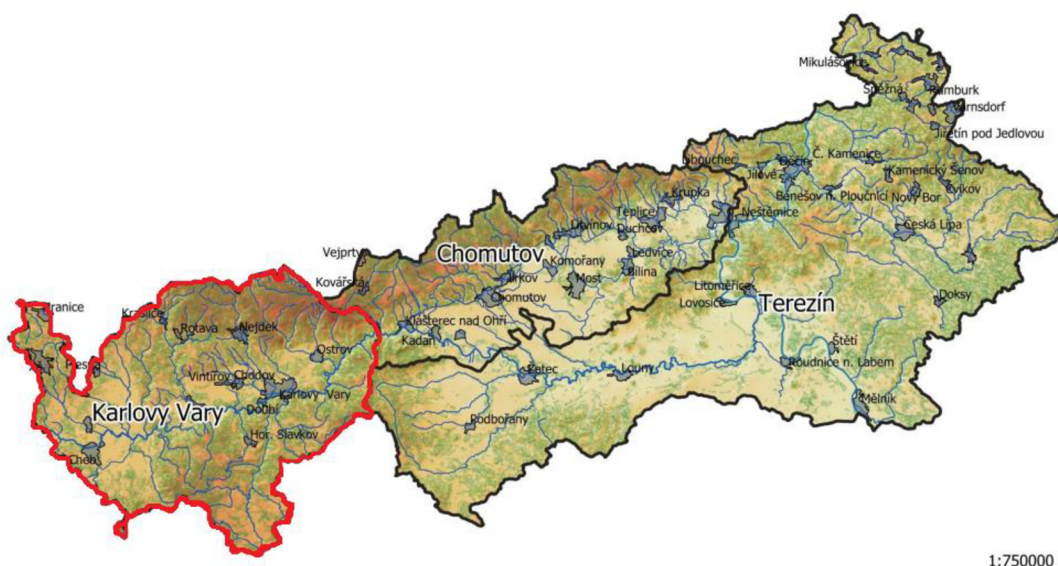 Mikulášovice
Sněžná
Rumburk
Varnsdorf
Jiřetín pod Jedlovou
Libouchec
Děčín
Č. Kamenice
Jílové
Kamenický Šenov
Benešov n. Ploučnicí
Nový Bor
Cvikov
Krupka
Teplice
Neštěmice
Česká Lípa
Litvínov
Duchcov
Vejprty
Chomutov
Ledvice
Komořany
Bílina
Kovářská
Jirkov
Most
Litoměřice
Chomutov
Lovosice
Terezín
Doksy
Hranice
Kraslice
Klášterec nad Ohří
Rotava
Nejdek
Kadaň
Štětí
Ostrov
Roudnice n. Labem
Žatec
Louny
Vintířov
Chodov
Karlovy Vary
Mělník
Karlovy Vary
Podbořany
Hor. Slavkov
Cheb
1:750000